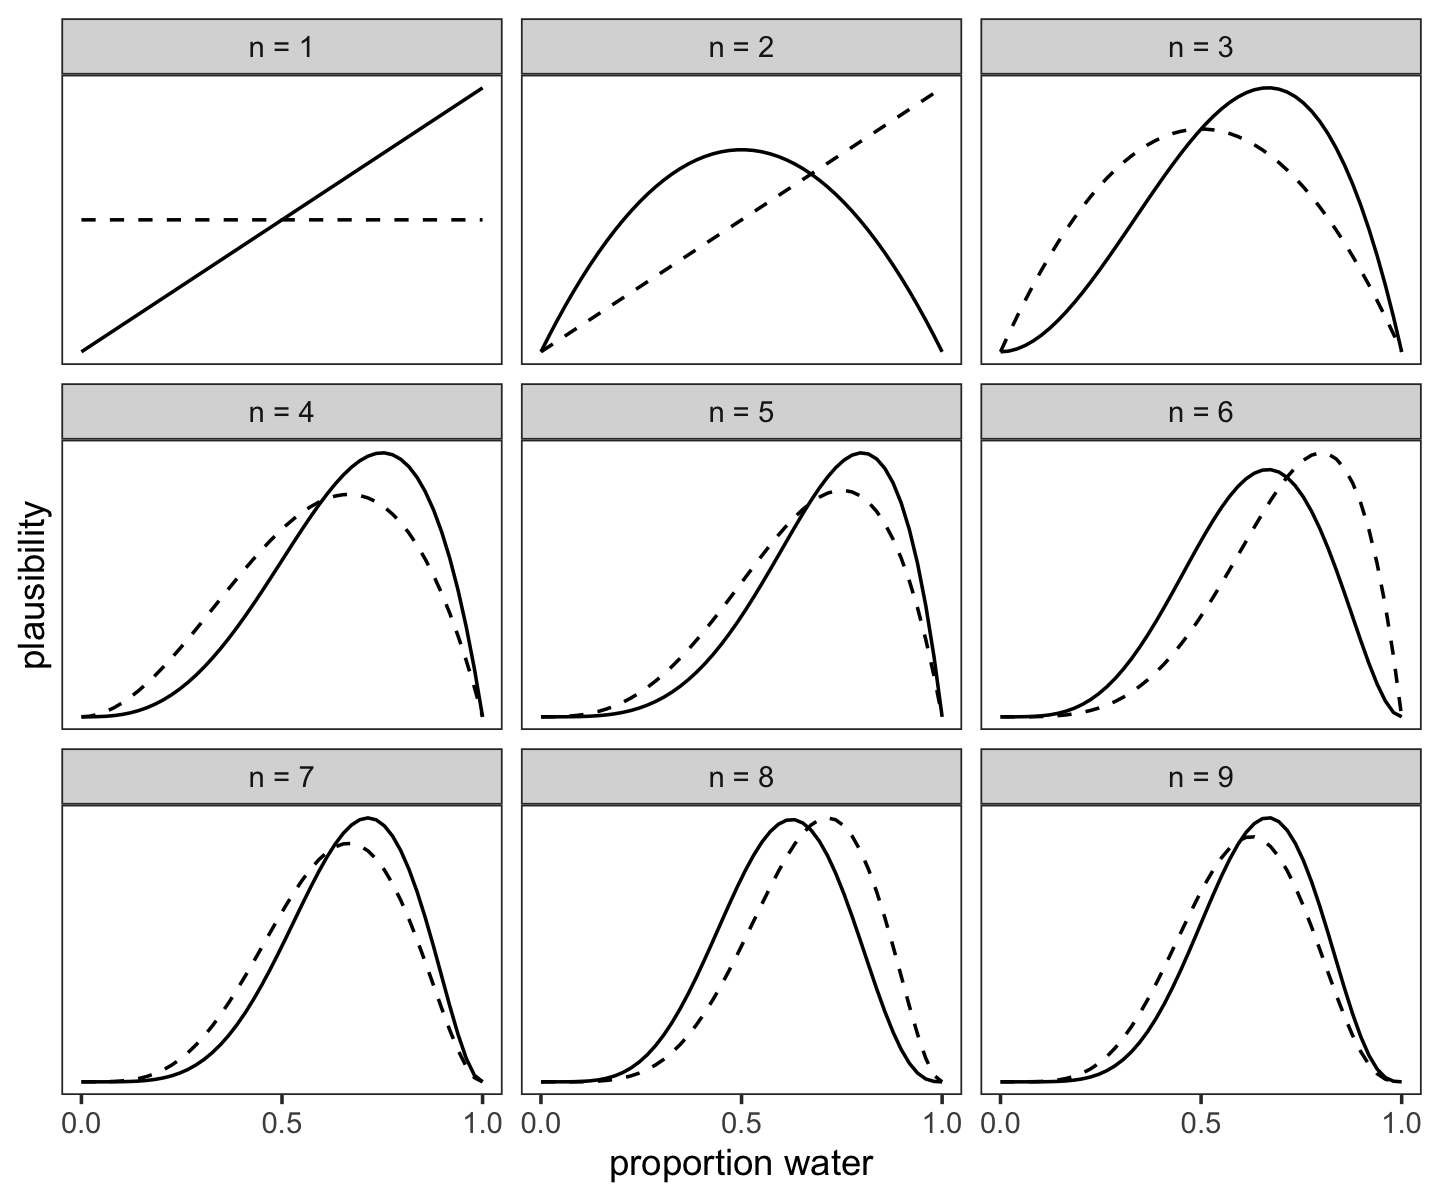 n = 1
n = 2
n = 3
n = 4
n = 5
n = 6
n = 7
n = 8
n = 9
plausibility
0.0 0.5 1.0
0.0 0.5 1.0
0.0 0.5 1.0
proportion water